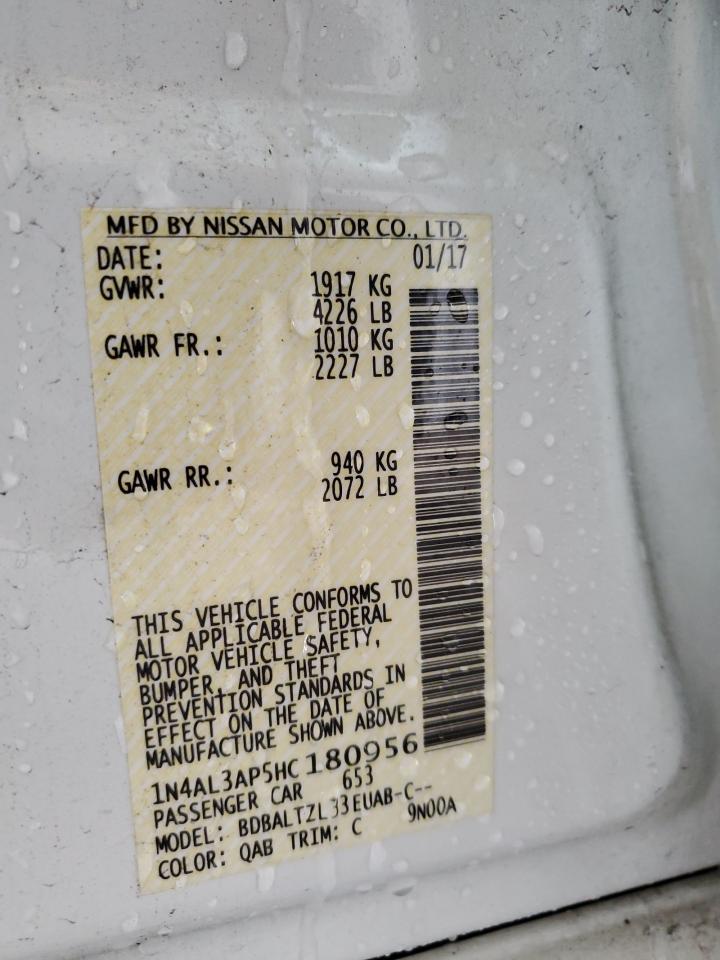 MFD BY NISSAN MOTOR CO., LTD.
DATE: 01/17
GVWR: 1917 KG
4226 LB
GAWR FR.: 1010 KG
2227 LB
GAWR RR.: 940 KG
2072 LB
THIS VEHICLE CONFORMS TO
ALL APPLICABLE FEDERAL
MOTOR VEHICLE SAFETY,
BUMPER, AND THEFT
PREVENTION STANDARDS IN
EFFECT ON THE DATE OF
MANUFACTURE SHOWN ABOVE.
1N4AL3AP5HC180956
PASSENGER CAR 653
MODEL: BDBALTZL33EUAB-C--
COLOR: QAB TRIM: C 9N00A